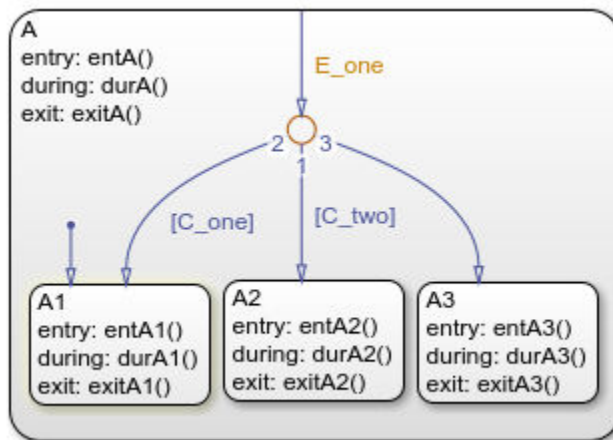 A
entry: entA()
during: durA()
exit: exitA()
E_one
2
1
3
[C_one]
[C_two]
A1
entry: entA1()
during: durA1()
exit: exitA1()
A2
entry: entA2()
during: durA2()
exit: exitA2()
A3
entry: entA3()
during: durA3()
exit: exitA3()